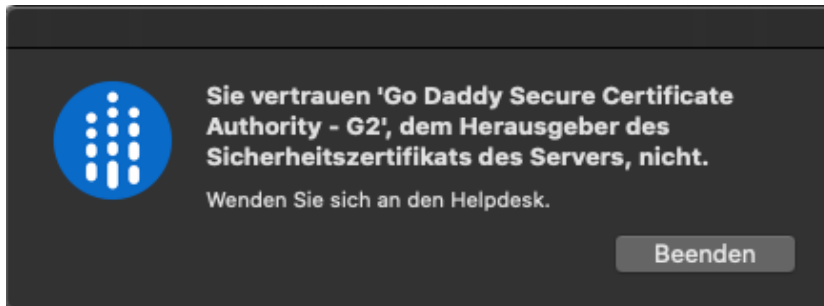 Sie vertrauen 'Go Daddy Secure Certificate
Authority - G2', dem Herausgeber des
Sicherheitszertifikats des Servers, nicht.
Wenden Sie sich an den Helpdesk.
Beenden